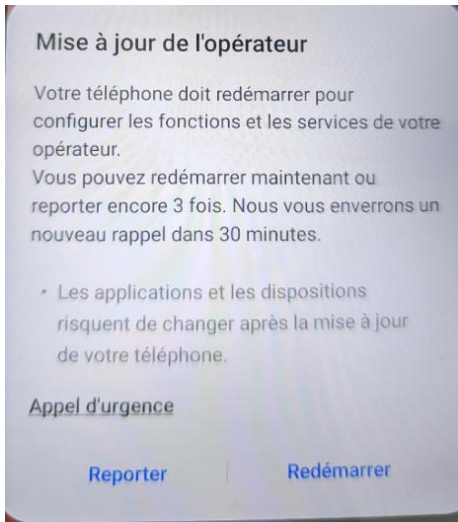 Mise à jour de l'opérateur
Votre téléphone doit redémarrer pour
configurer les fonctions et les services de votre
opérateur.
Vous pouvez redémarrer maintenant ou
reporter encore 3 fois. Nous vous enverrons un
nouveau rappel dans 30 minutes.
• Les applications et les dispositions
risquent de changer après la mise à jour
de votre téléphone.
Appel d'urgence
Reporter | Redémarrer